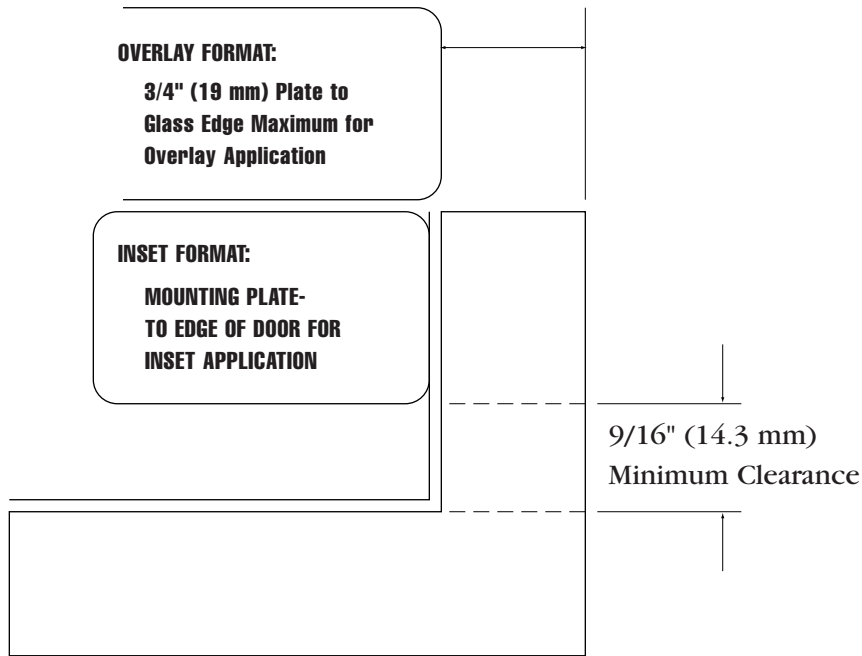 OVERLAY FORMAT:
3/4" (19 mm) Plate to
Glass Edge Maximum for
Overlay Application
INSET FORMAT:
MOUNTING PLATE-
TO EDGE OF DOOR FOR
INSET APPLICATION
9/16" (14.3 mm)
Minimum Clearance